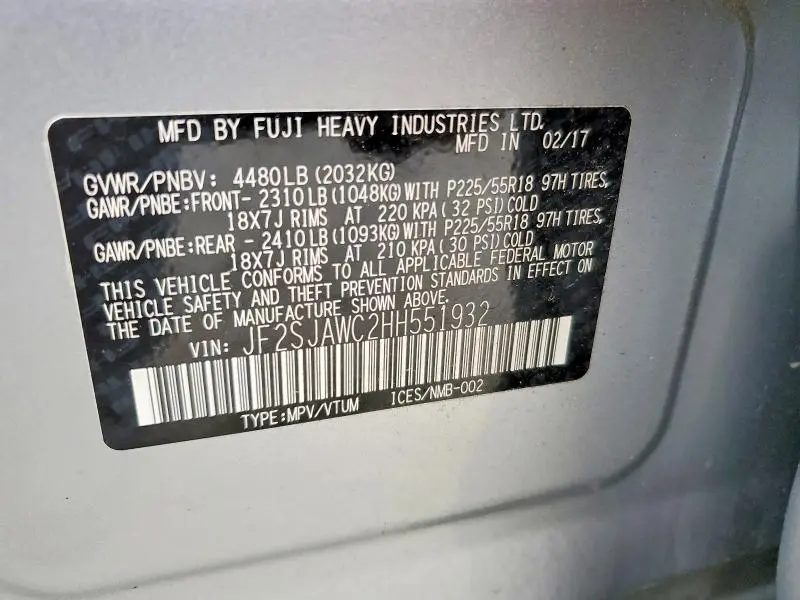 MFD BY FUJI HEAVY INDUSTRIES LTD.
MFD IN 02/17
GVWR/PNBV: 4480LB (2032KG)
GAWR/PNBE:FRONT- 2310LB (1048KG) WITH P225/55R18 97H TIRES,
18X7J RIMS AT 220 KPA (32 PSI) COLD
GAWR/PNBE:REAR - 2410LB (1093KG) WITH P225/55R18 97H TIRES,
18X7J RIMS AT 210 KPA (30 PSI) COLD
THIS VEHICLE CONFORMS TO ALL APPLICABLE FEDERAL MOTOR
VEHICLE SAFETY AND THEFT PREVENTION STANDARDS IN EFFECT ON
THE DATE OF MANUFACTURE SHOWN ABOVE.
VIN: JF2SJAWC2HH551932
TYPE:MPV/VTUM ICES/NMB-002